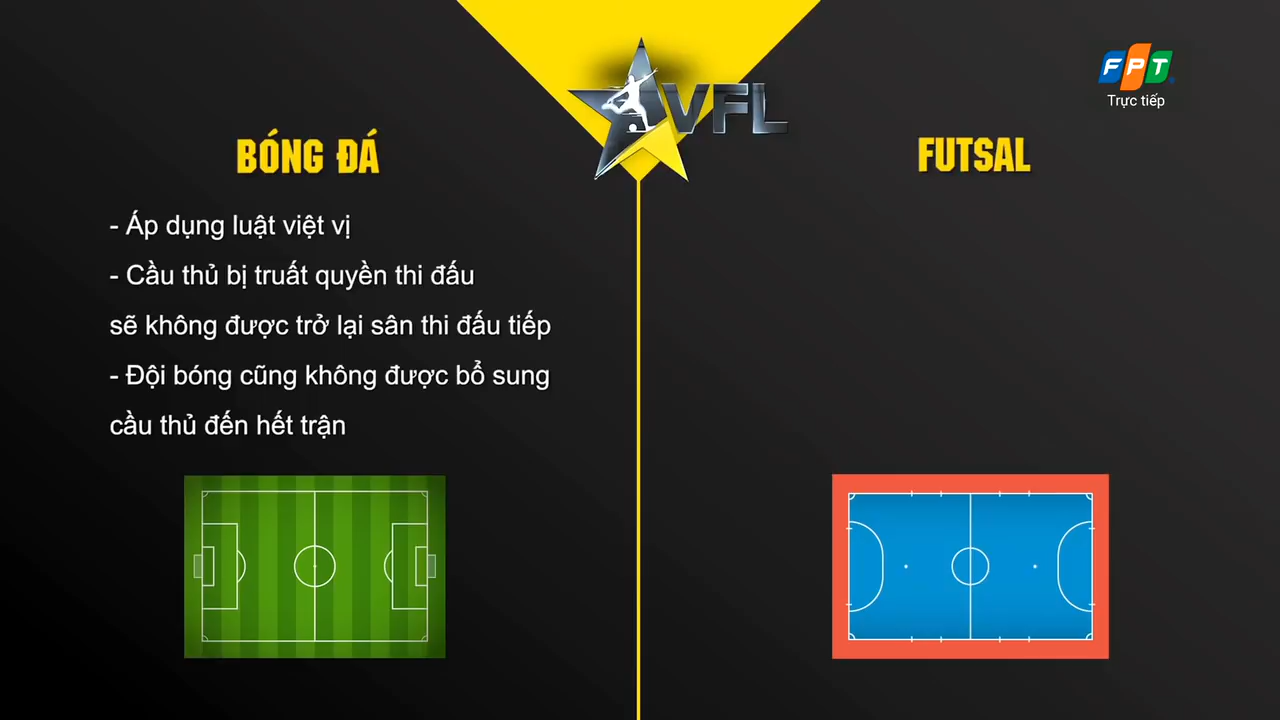 VFL
FPT
Trực tiếp
BÓNG ĐÁ
- Áp dụng luật việt vị
- Cầu thủ bị truất quyền thi đấu
sẽ không được trở lại sân thi đấu tiếp
- Đội bóng cũng không được bổ sung
cầu thủ đến hết trận
FUTSAL